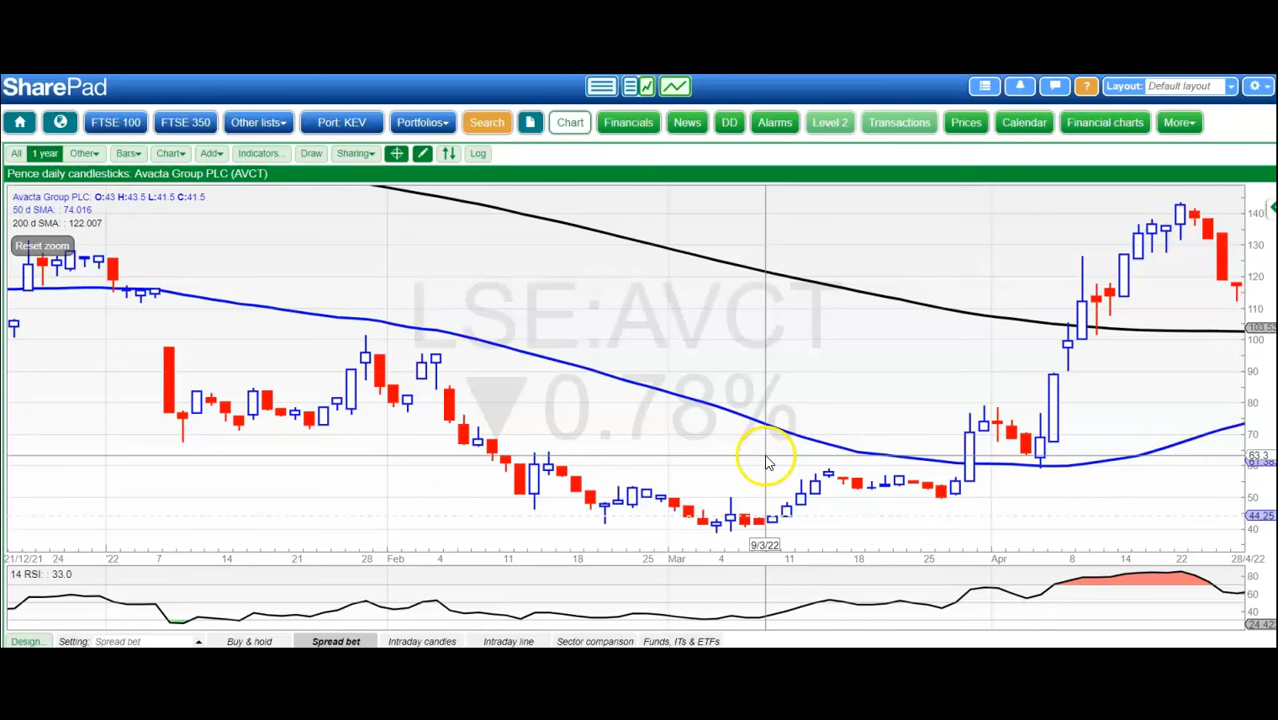 SharePad
? Layout: Default layout
FTSE 100 FTSE 350 Other lists Port: KEV Portfolios Search Chart Financials News DD Alarms Level 2 Transactions Prices Calendar Financial charts More
All 1 year Other Bars Chart Add Indicators... Draw Sharing Log
Pence daily candlesticks: Avacta Group PLC (AVCT)
Avacta Group PLC: O:43 H:43.5 L:41.5 C:41.5
50 d SMA: : 74.016
200 d SMA: : 122.007
Reset zoom
LSE:AVCT
▼0.78%
140
130
120
110
103.53
100
90
80
70
63.3
50
44.25
40
9/3/22
21/12/21 24 '22 7 14 21 28 Feb 4 11 18 25 Mar 4 11 18 25 Apr 8 14 22 28/4/22
14 RSI: : 33.0
80
60
40
24.42
Design... Setting: Spread bet Buy & hold Spread bet Intraday candles Intraday line Sector comparison Funds, ITs & ETFs